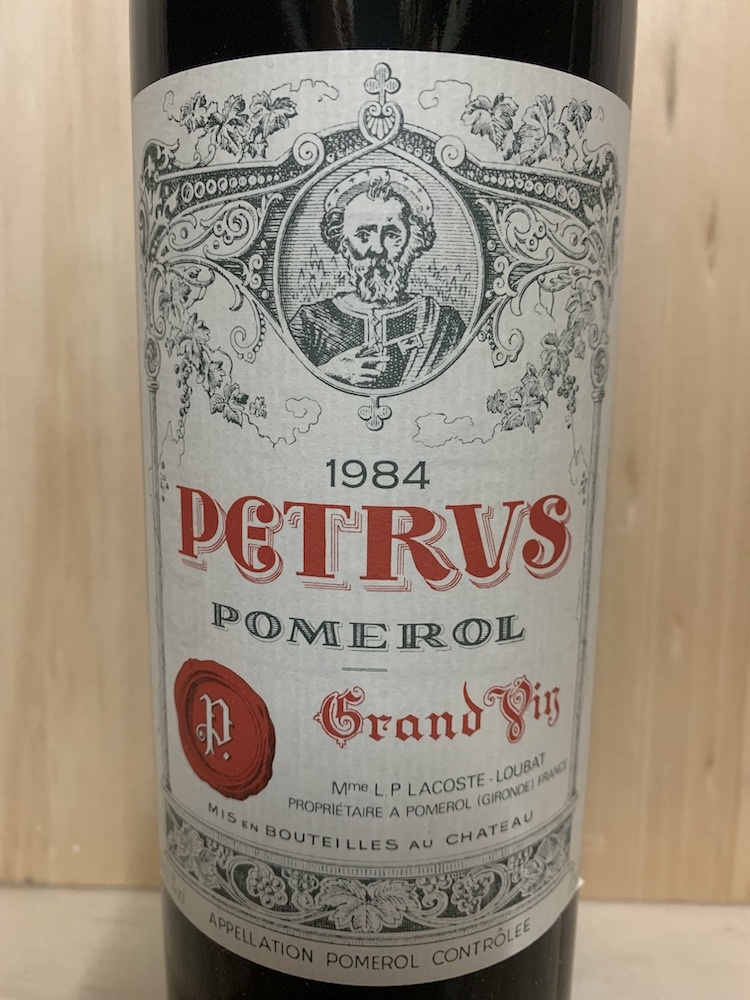 1984
PETRVS
POMEROL
Grand Vin
P.
Mme L.P LACOSTE - LOUBAT
PROPRIÉTAIRE A POMEROL (GIRONDE) FRANCE
MIS EN BOUTEILLES AU CHATEAU
APPELLATION POMEROL CONTRÔLÉE